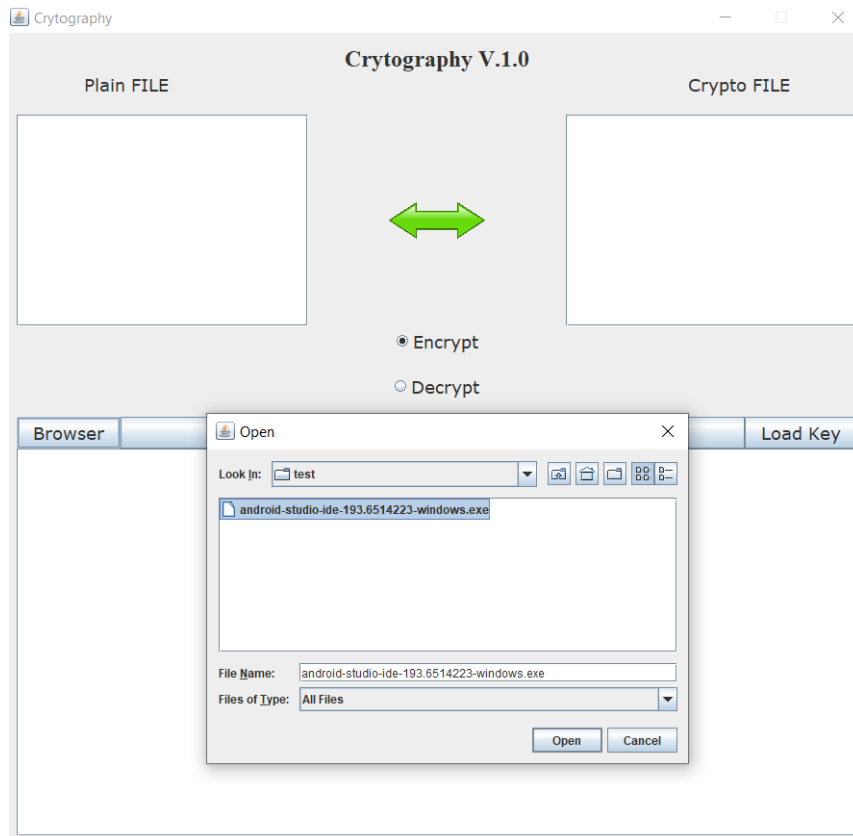 Crytography
Crytography V.1.0
Plain FILE
Crypto FILE
Encrypt
Decrypt
Browser
Load Key
Open
Look In:
test
android-studio-ide-193.6514223-windows.exe
File Name:
android-studio-ide-193.6514223-windows.exe
Files of Type:
All Files
Open
Cancel